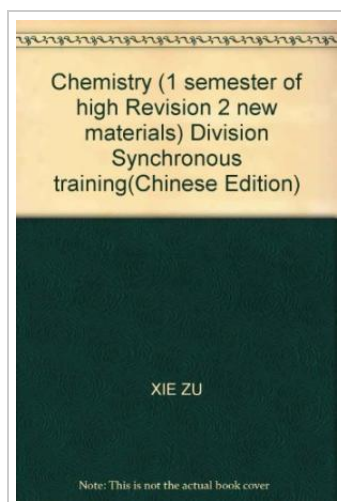 Chemistry (1 semester of
high Revision 2 new
materials) Division
Synchronous
training(Chinese Edition)
XIE ZU
Note: This is not the actual book cover